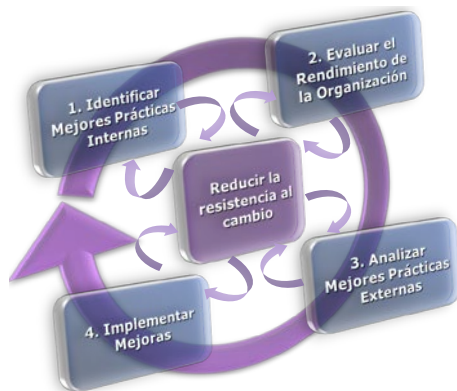 1. Identificar
Mejores Prácticas
Internas
2. Evaluar el
Rendimiento de
la Organización
Reducir la
resistencia al
cambio
3. Analizar
Mejores Prácticas
Externas
4. Implementar
Mejoras